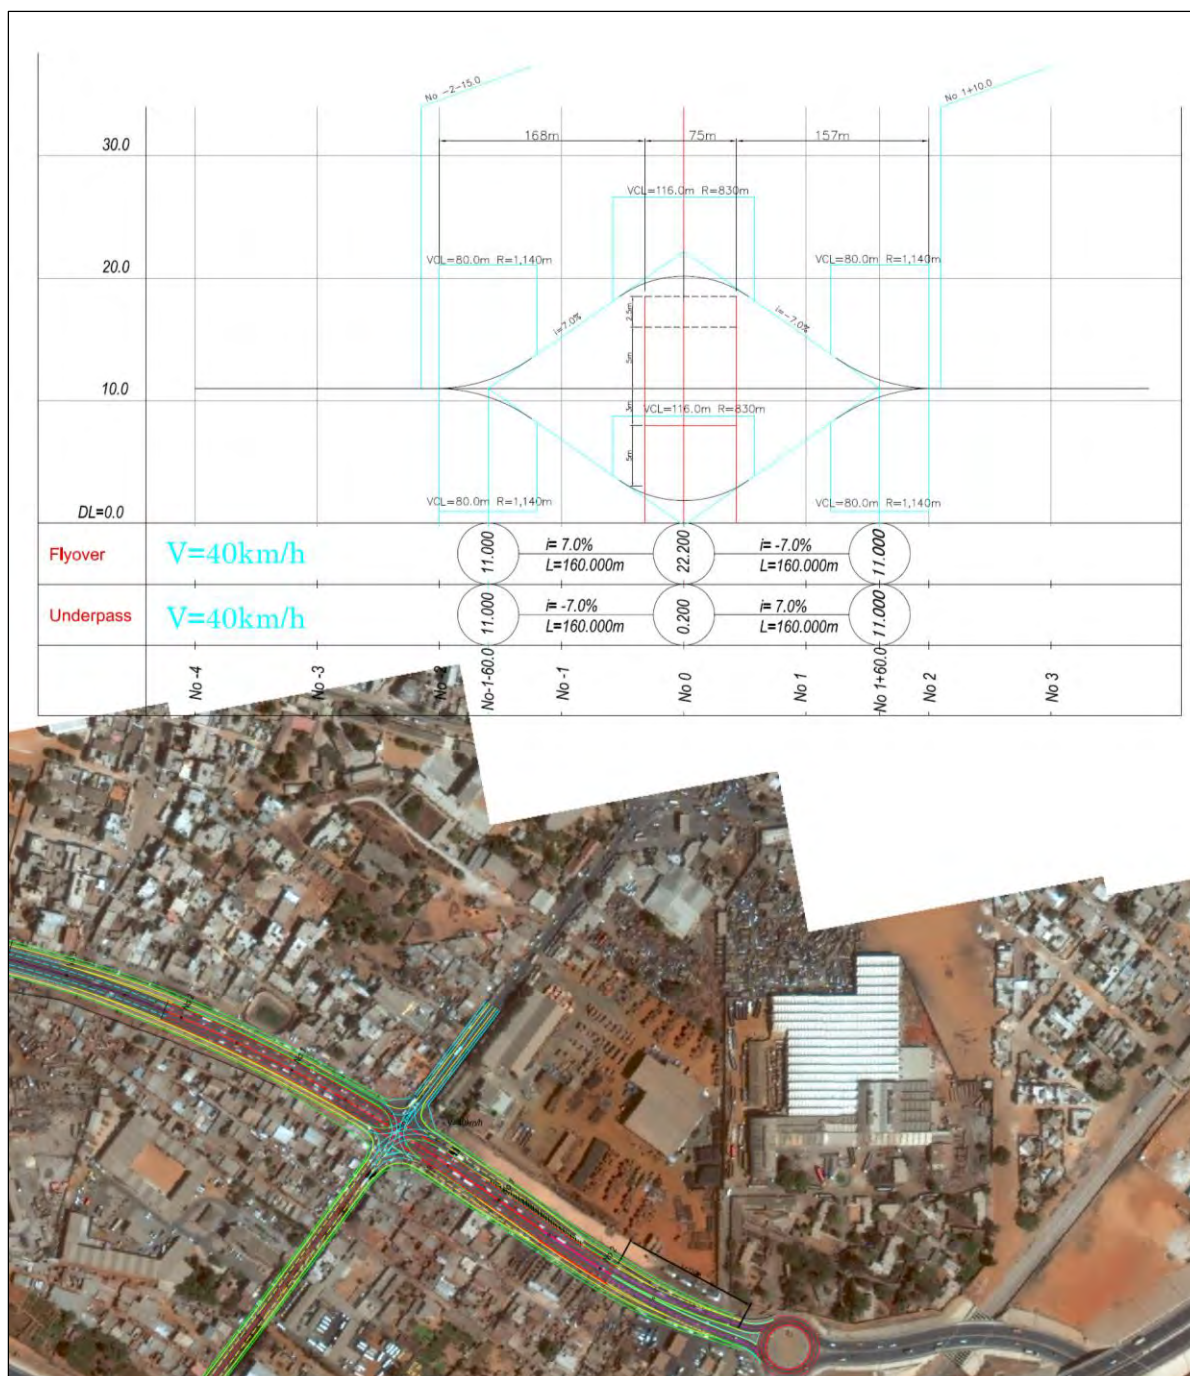 No -2-15.0
No 1+10.0
168m 75m 157m
30.0
VCL=116.0m R=830m
20.0
VCL=80.0m R=1,140m
VCL=80.0m R=1,140m
2.5m
i=7.0%
i=-7.0%
5m
10.0
3m
VCL=116.0m R=830m
5m
VCL=80.0m R=1,140m
VCL=80.0m R=1,140m
DL=0.0
Flyover V=40km/h 11.000 i= 7.0% L=160.000m 22.200 i= -7.0% L=160.000m 11.000
Underpass V=40km/h 11.000 i= -7.0% L=160.000m 0.200 i= 7.0% L=160.000m 11.000
No -4 No -3 No -2 No-1-60.0 No -1 No 0 No 1 No 1+60.0 No 2 No 3